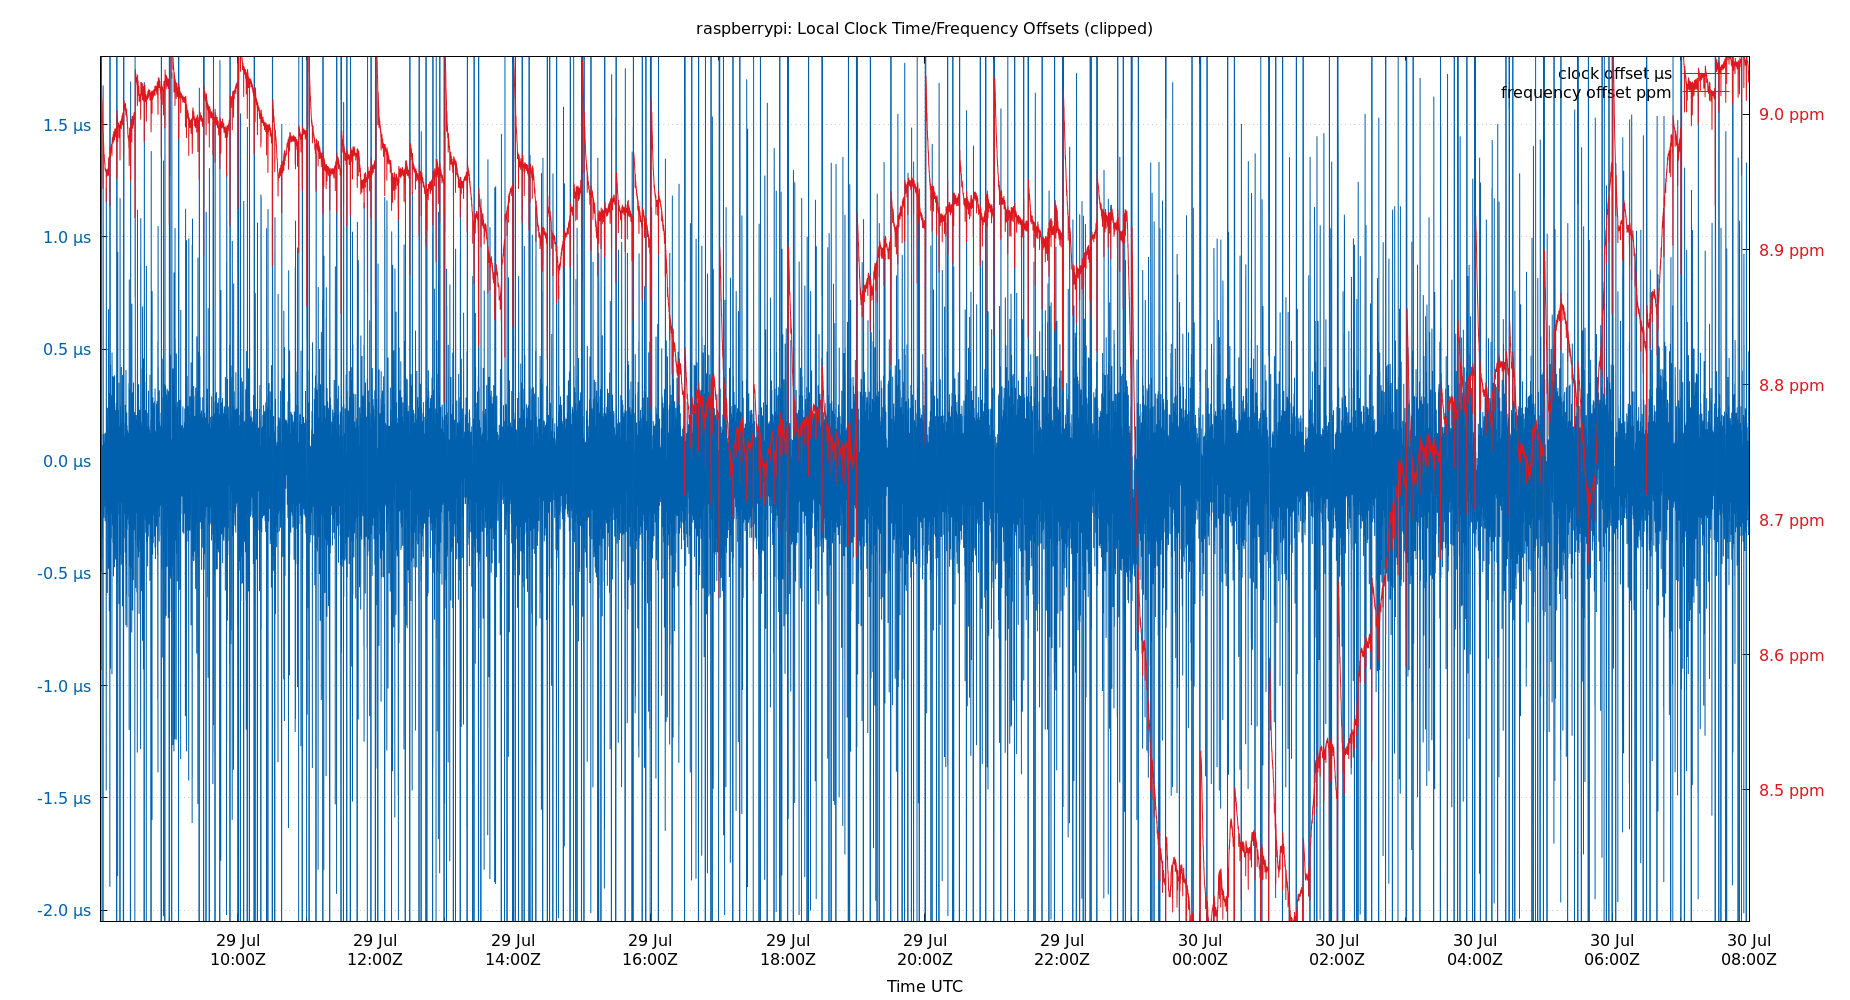 raspberrypi: Local Clock Time/Frequency Offsets (clipped)
clock offset μs
frequency offset ppm
1.5 μs
1.0 μs
0.5 μs
0.0 μs
-0.5 μs
-1.0 μs
-1.5 μs
-2.0 μs
9.0 ppm
8.9 ppm
8.8 ppm
8.7 ppm
8.6 ppm
8.5 ppm
29 Jul 29 Jul 29 Jul 29 Jul 29 Jul 29 Jul 29 Jul 30 Jul 30 Jul 30 Jul 30 Jul 30 Jul
10:00Z 12:00Z 14:00Z 16:00Z 18:00Z 20:00Z 22:00Z 00:00Z 02:00Z 04:00Z 06:00Z 08:00Z
Time UTC